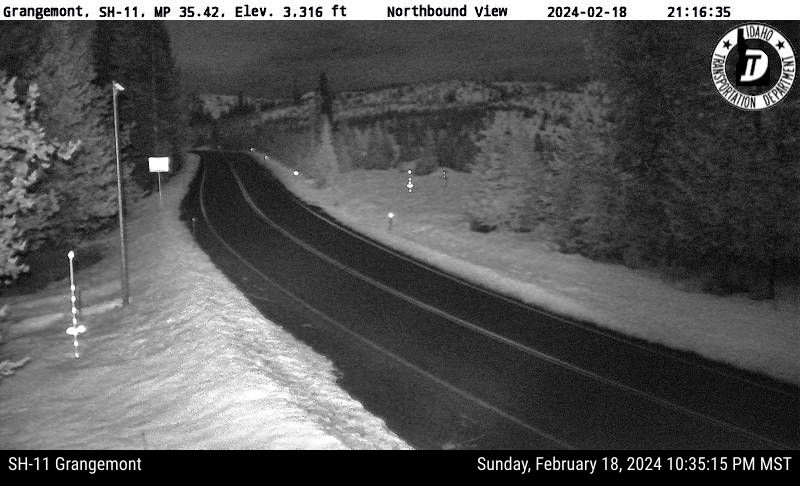 Grangemont, SH-11, MP 35.42, Elev. 3,316 ft Northbound View 2024-02-18 21:16:35
IDAHO
TRANSPORTATION DEPARTMENT
SH-11 Grangemont Sunday, February 18, 2024 10:35:15 PM MST